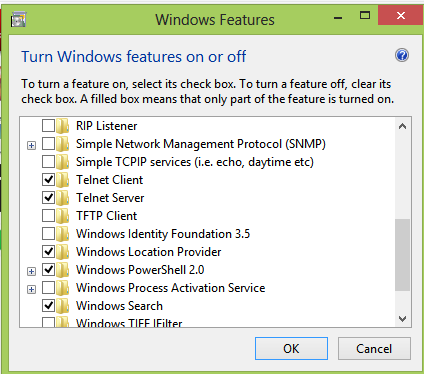 Windows Features
Turn Windows features on or off
To turn a feature on, select its check box. To turn a feature off, clear its
check box. A filled box means that only part of the feature is turned on.
RIP Listener
Simple Network Management Protocol (SNMP)
Simple TCPIP services (i.e. echo, daytime etc)
Telnet Client
Telnet Server
TFTP Client
Windows Identity Foundation 3.5
Windows Location Provider
Windows PowerShell 2.0
Windows Process Activation Service
Windows Search
Windows TIFF IFilter
OK
Cancel